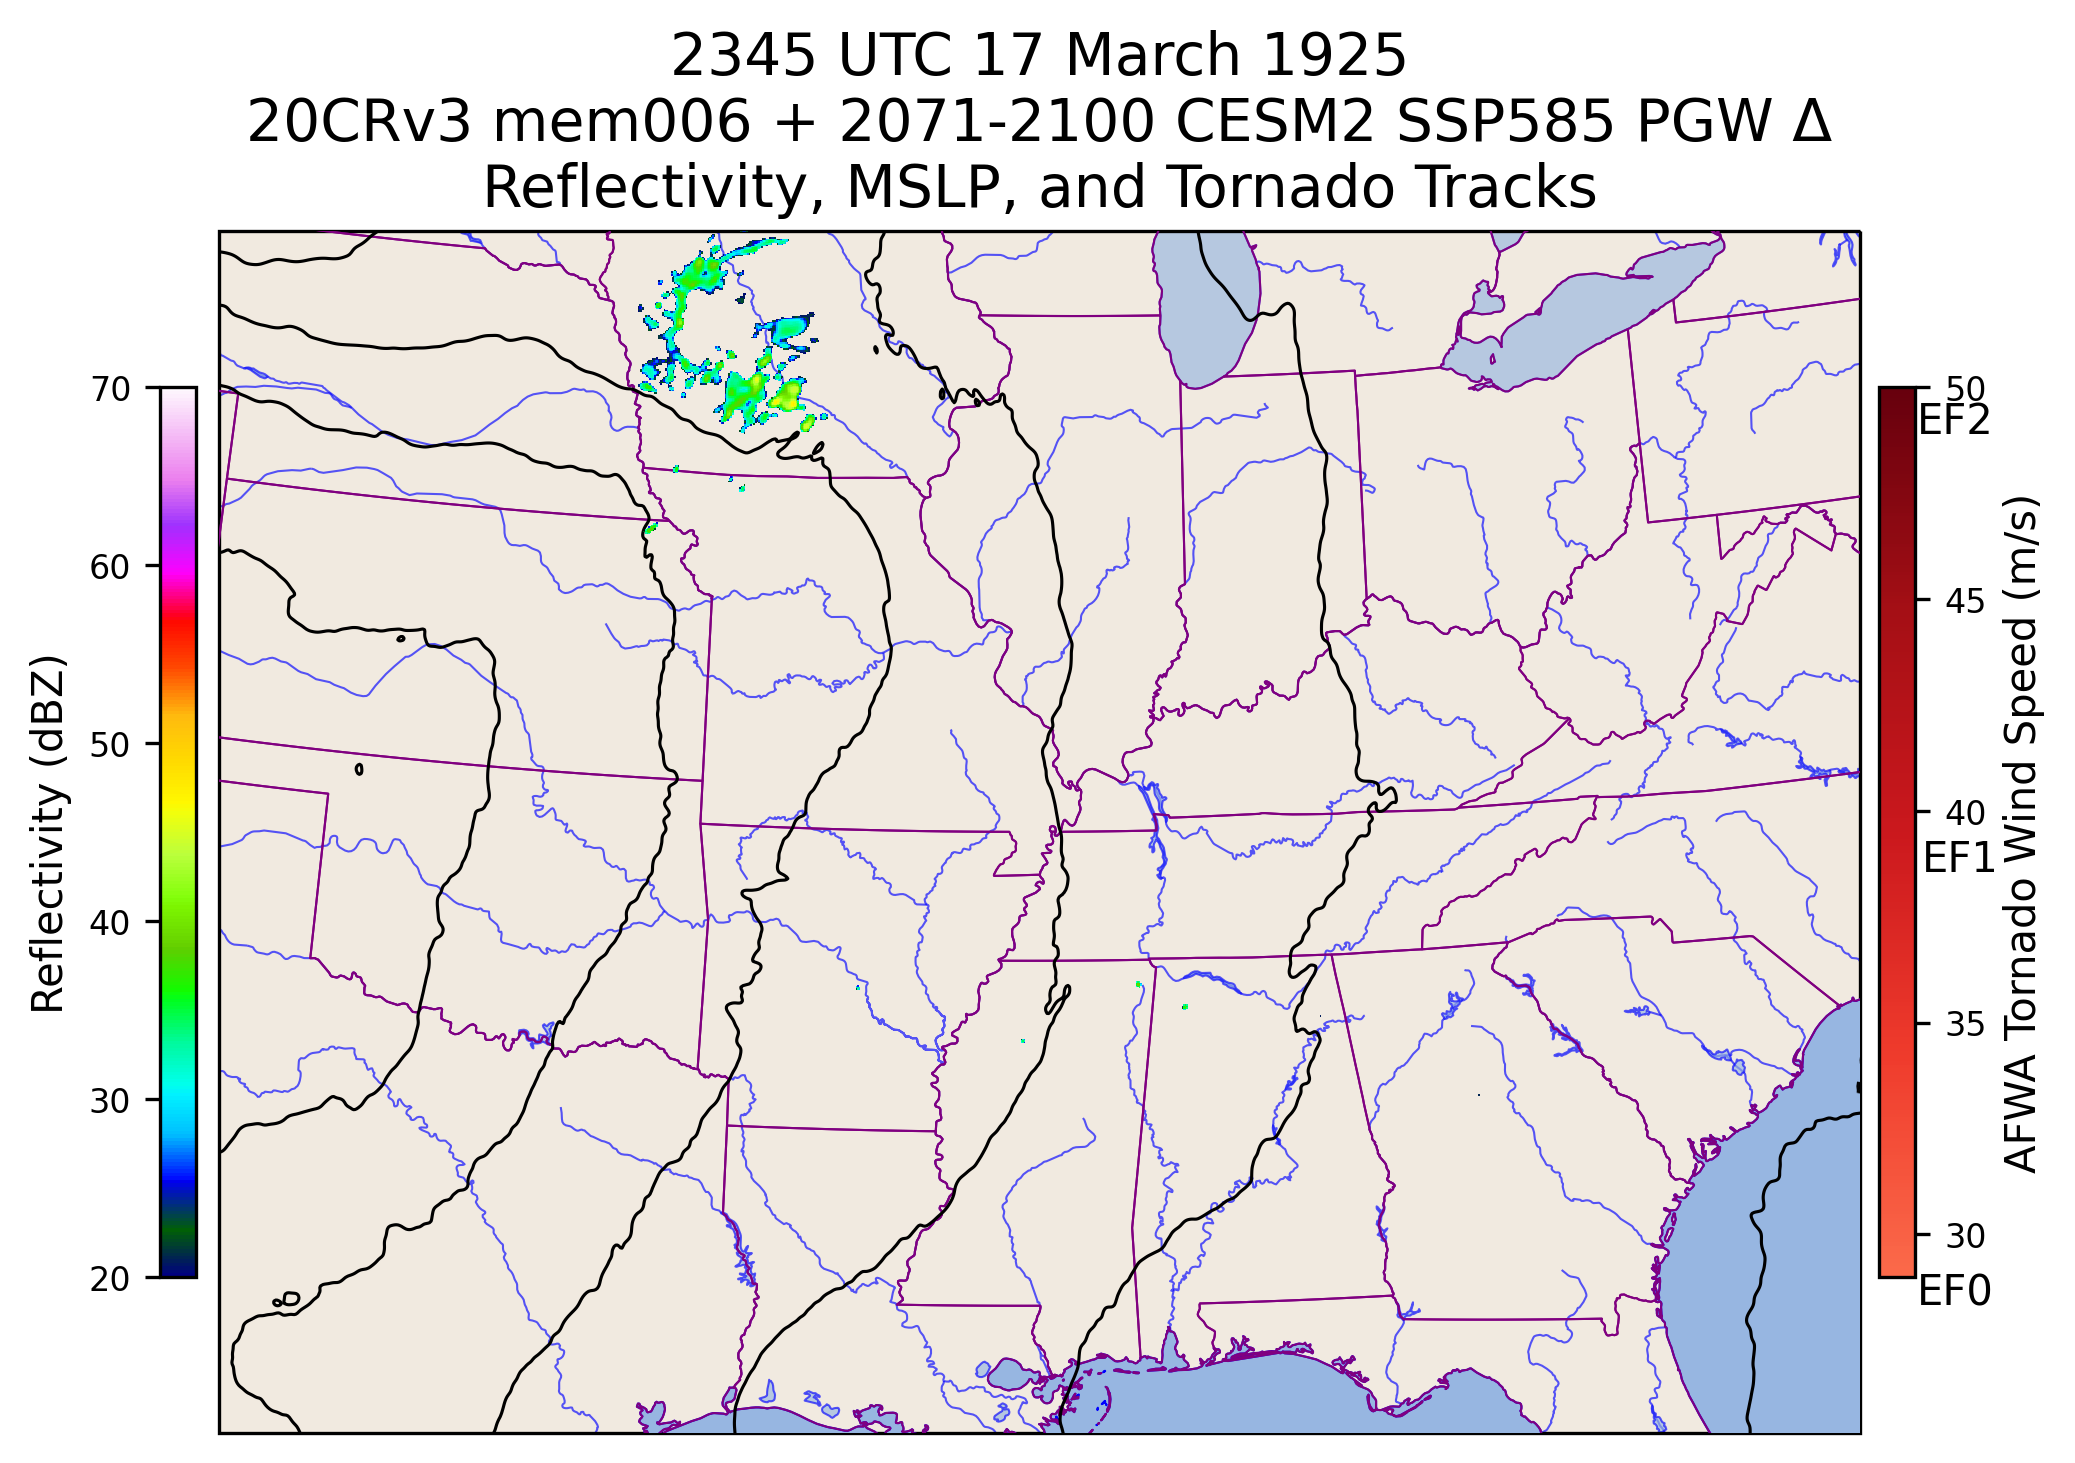 2345 UTC 17 March 1925
20CRv3 mem006 + 2071-2100 CESM2 SSP585 PGW Δ
Reflectivity, MSLP, and Tornado Tracks
70
60
50
40
30
20
Reflectivity (dBZ)
50
EF2
45
40
EF1
35
30
EF0
AFWA Tornado Wind Speed (m/s)